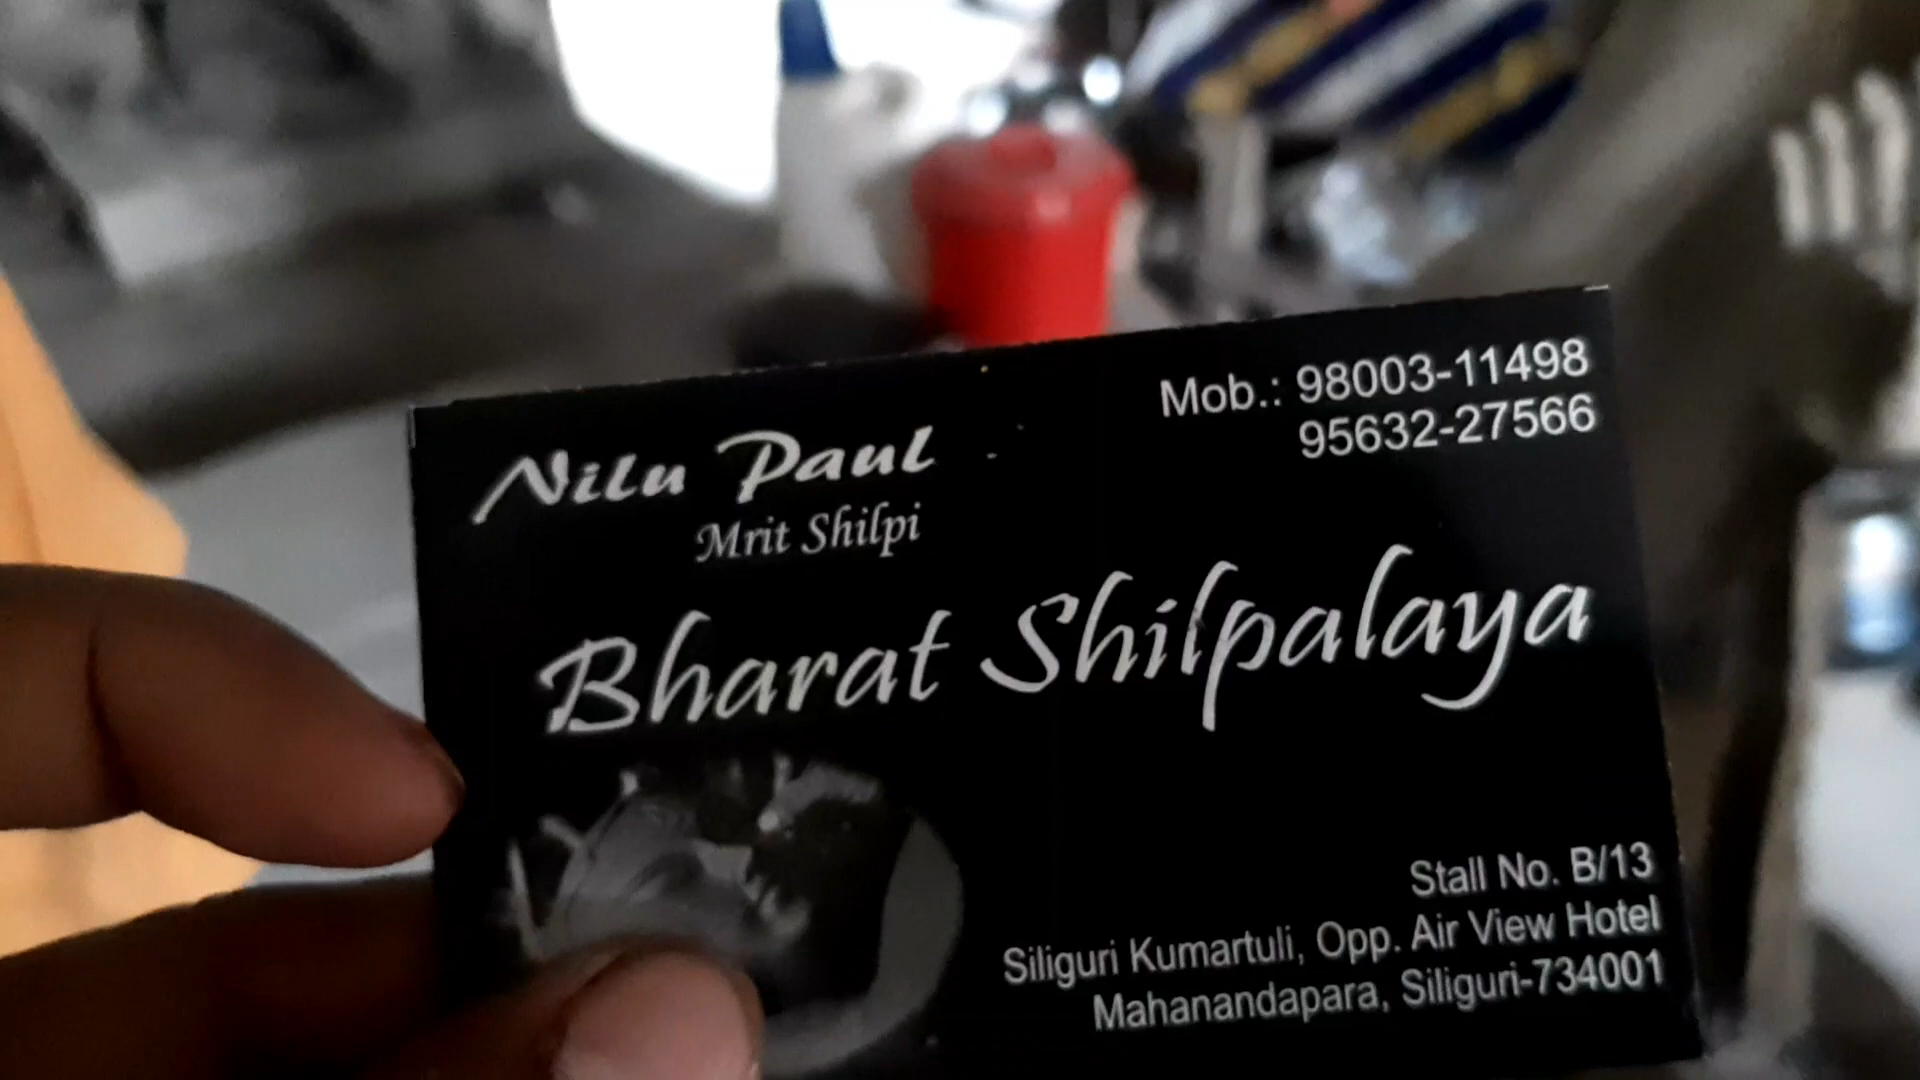 Nilu Paul
Mrit Shilpi
Mob.: 98003-11498
95632-27566
Bharat Shilpalaya
Stall No. B/13
Siliguri Kumartuli, Opp. Air View Hotel
Mahanandapara, Siliguri-734001